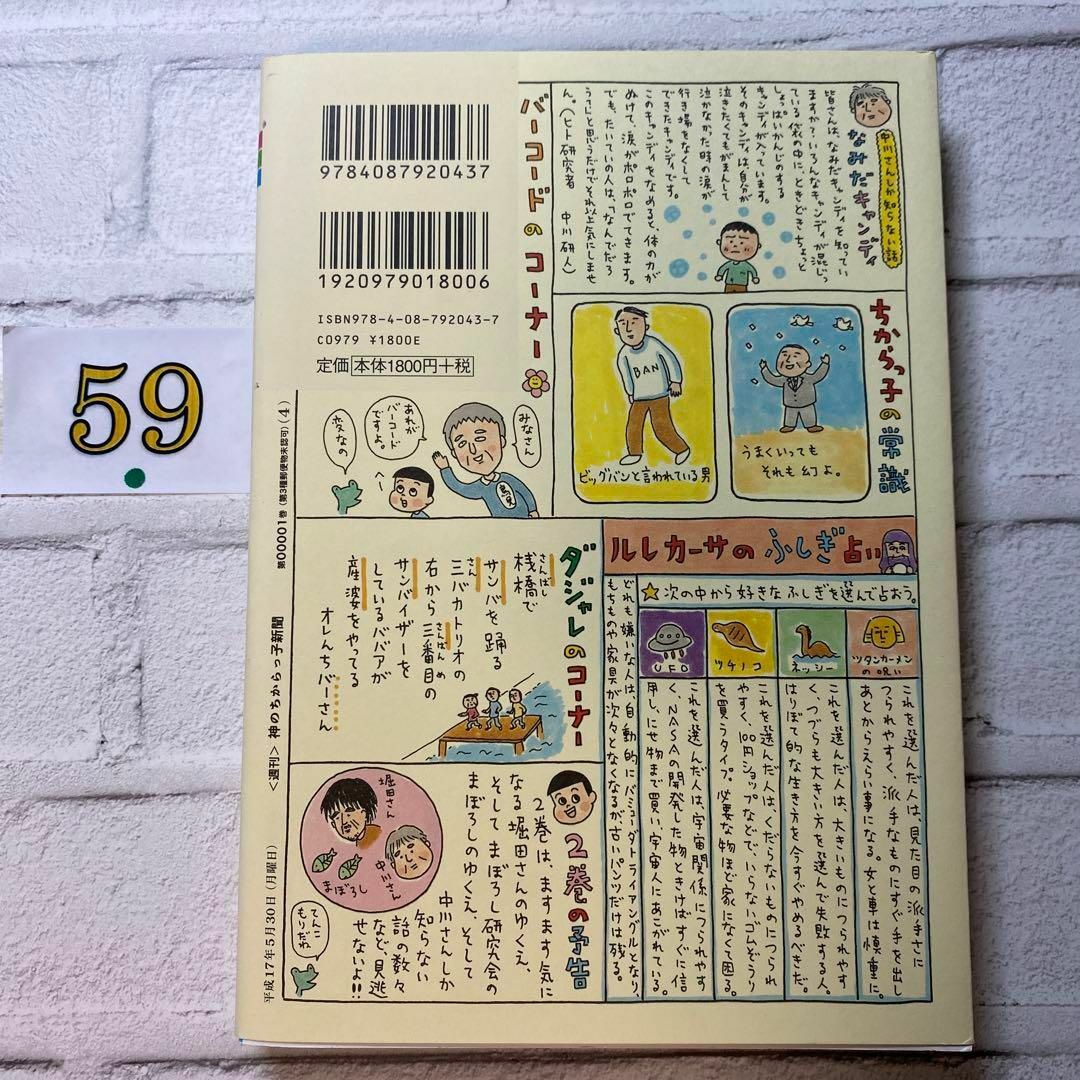 59
9784087920437
1920979018006
ISBN978-4-08-792043-7
C0979 ¥1800E
定価 本体1800円+税
バーコードのコーナー
みなさん
あれが
バーコード
ですよ。
へー
変なの
高見
中川さんしか知らない話
なみだキャンディ
皆さんは、なみだキャンディを知ってい
ますか?いろんなキャンディが混じっ
ている袋の中に、ときどきちょっと
しょっぱいかんじのする
キャンディが入っています。
そのキャンディは、自分が
泣きたくてもがまんして
泣かなかった時の涙が
行き場をなくして
できたキャンディです。
このキャンディをなめると、体の力が
ぬけて、涙がポロポロでてきます。
でも、たいていの人は、「なんでだろ
う?」と思うだけでそれ以上気にしませ
ん。(ヒト研究者 中川研人)
ちからっ子の常識
BAN
ビッグバンと言われている男
うまくいっても
それも幻よ。
ルレカーサのふしぎ占い
★次の中から好きなふしぎを選んで占おう。
ツタンカーメン
の呪い
これを選んだ人は、見た目の派手さに
つられやすく、派手なものにすぐ手を出し
あとからえらい事になる。女と車は慎重に。
ネッシー
これを選んだ人は、大きいものにつられやす
く、つづらも大きい方を選んで失敗する人。
はりぼて的な生き方を今すぐやめるべきだ。
ツチノコ
これを選んだ人は、くだらないものにつられ
やすく、100円ショップなどで、いらないゴムぞうり
を買うタイプ。必要な物ほど家になくて困る。
UFO
これを選んだ人は、宇宙関係につられやす
く、NASAの開発した物ときけばすぐに信
用し、にせ物まで買い宇宙人にあこがれている。
どれも嫌いな人は、自動的にバミューダトライアングルとなり、
もちものや家具が次々となくなるが古いパンツだけは残る。
ダジャレのコーナー
さんばし
桟橋で
サンバを踊る
さん
三バカトリオの
さんばんめ
右から三番目の
サンバイザーを
しているババアが
産婆をやってる
オレんちバーさん
2巻の予告
2巻は、ますます気に
なる堀田さんのゆくえ、
そしてまぼろし研究会の
まぼろしのゆくえ、そして
中川さんしか
知らない
話の数々
など見逃
せないよ!!
堀田さん
中川さん
まぼろし
てんこ
もりだね
平成17年5月30日(月曜日)
<週刊>神のちからっ子新聞
第00001巻(第3種郵便物未認可)(4)